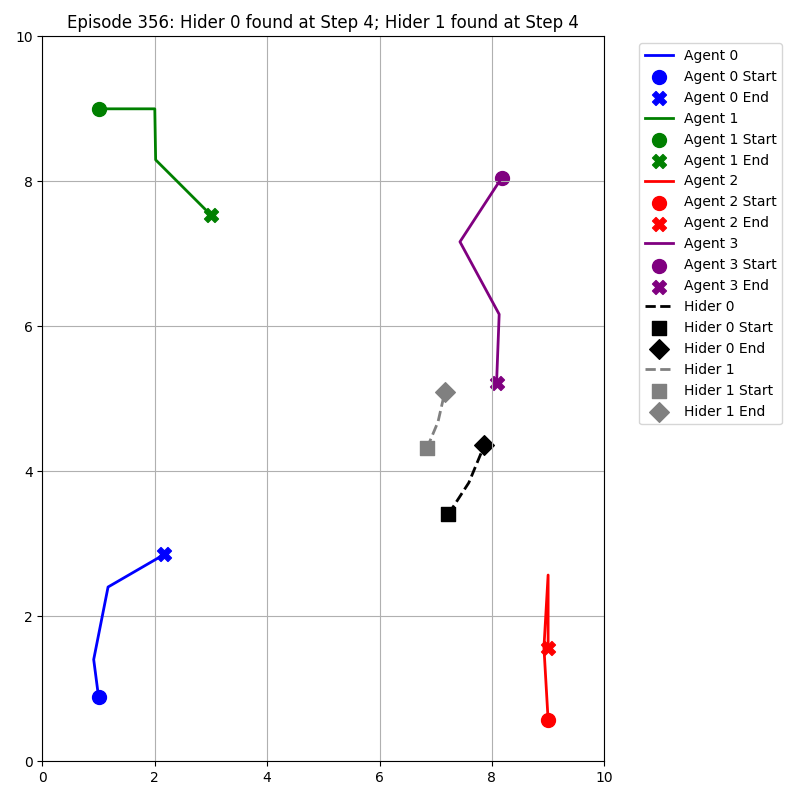 Episode 356: Hider 0 found at Step 4; Hider 1 found at Step 4
10
8
6
4
2
0
0
2
4
6
8
10
Agent 0
Agent 0 Start
Agent 0 End
Agent 1
Agent 1 Start
Agent 1 End
Agent 2
Agent 2 Start
Agent 2 End
Agent 3
Agent 3 Start
Agent 3 End
Hider 0
Hider 0 Start
Hider 0 End
Hider 1
Hider 1 Start
Hider 1 End